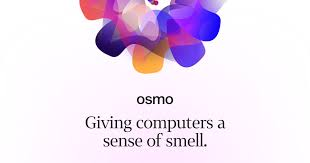 osmo
Giving computers a
sense of smell.